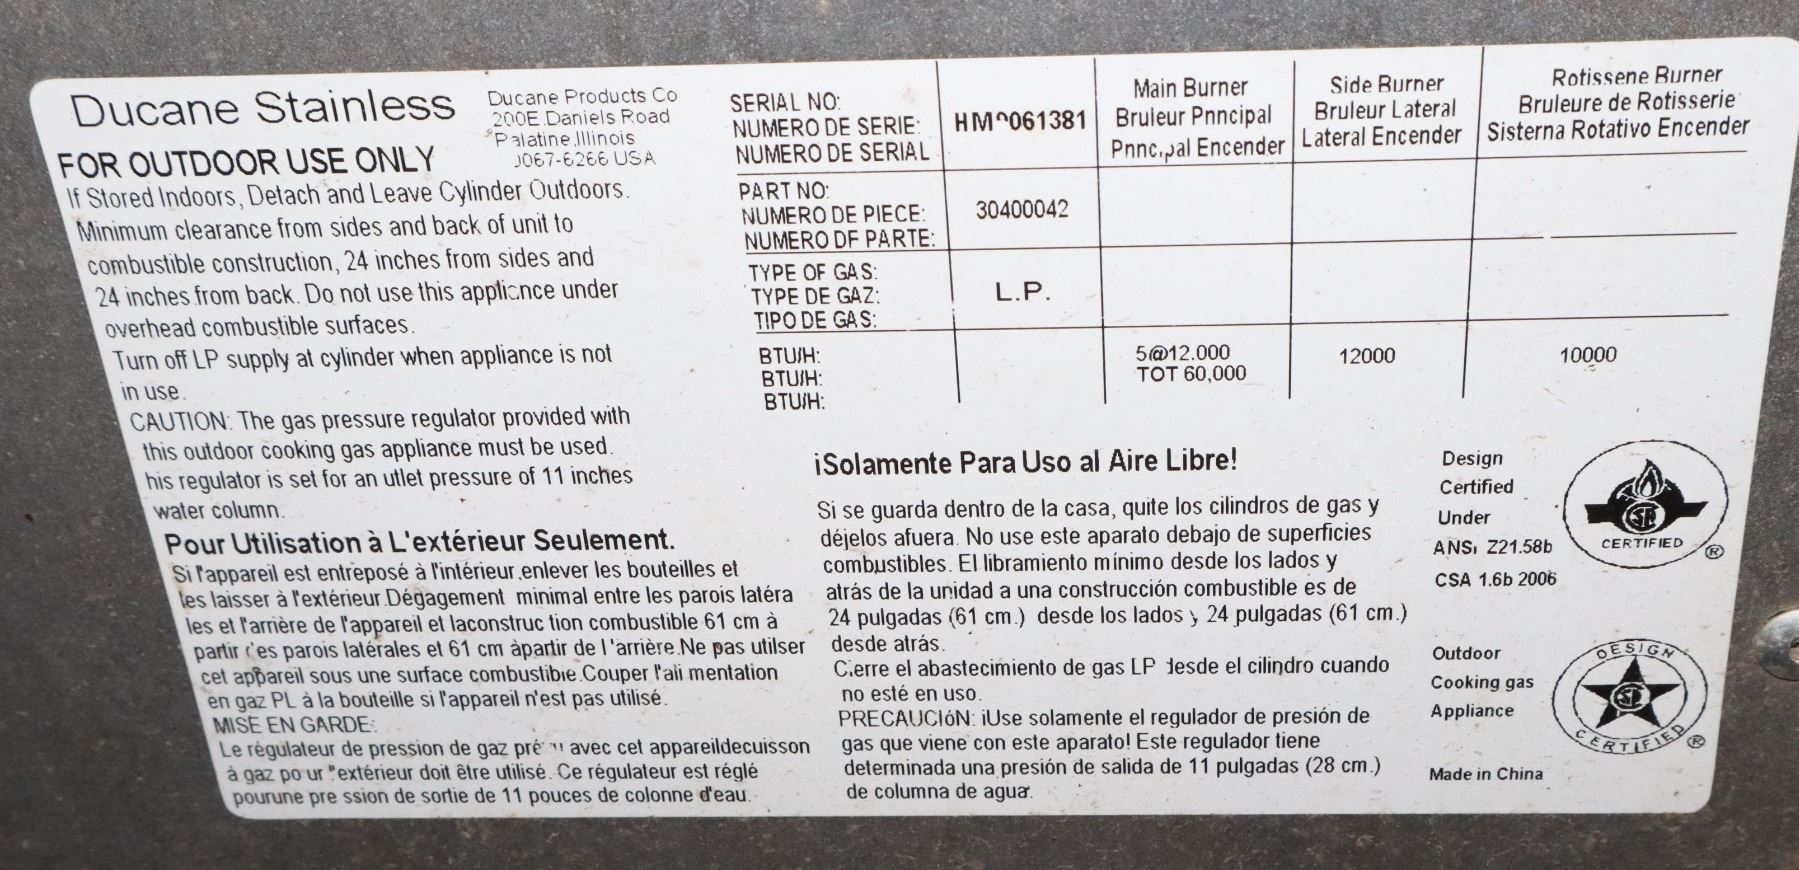 Ducane Stainless
Ducane Products Co
200E.Daniels Road
Palatine,Illinois
J067-6266 USA
FOR OUTDOOR USE ONLY
If Stored Indoors, Detach and Leave Cylinder Outdoors.
Minimum clearance from sides and back of unit to
combustible construction, 24 inches from sides and
24 inches from back. Do not use this appliance under
overhead combustible surfaces.
Turn off LP supply at cylinder when appliance is not
in use.
CAUTION: The gas pressure regulator provided with
this outdoor cooking gas appliance must be used.
his regulator is set for an utlet pressure of 11 inches
water column.
Pour Utilisation à L'extérieur Seulement.
Si l'appareil est entreposé à l'intérieur,enlever les bouteilles et
les laisser à l'extérieur.Dégagement minimal entre les parois latéra
les et l'arrière de l'appareil et laconstruc tion combustible 61 cm à
partir es parois latérales et 61 cm àpartir de l'arrière.Ne pas utilser
cet appareil sous une surface combustible.Couper l'ali mentation
en gaz PL à la bouteille si l'appareil n'est pas utilisé.
MISE EN GARDE:
Le régulateur de pression de gaz avec cet appareildecuisson
à gaz po ur "extérieur doit être utilisé. Ce régulateur est réglé
pourune pre ssion de sortie de 11 pouces de colonne d'eau.
SERIAL NO:
NUMERO DE SERIE:
NUMERO DE SERIAL
061381
Main Burner
Bruleur Pnncipal
Pnnc.pal Encender
Side Burner
Bruleur Lateral
Lateral Encender
Rotissene Burner
Bruleure de Rotisserie
Sisterna Rotativo Encender
PART NO:
NUMERO DE PIECE:
NUMERO DF PARTE:
30400042
TYPE OF GAS:
TYPE DE GAZ:
TIPO DE GAS:
L.P.
BTU/H:
BTU/H:
BTU/H:
5@12.000
TOT 60,000
12000
10000
¡Solamente Para Uso al Aire Libre!
Si se guarda dentro de la casa, quite los cilindros de gas y
déjelos afuera. No use este aparato debajo de superficies
combustibles. El libramiento mínimo desde los lados y
atrás de la unidad a una construcción combustible es de
24 pulgadas (61 cm.) desde los lados y 24 pulgadas (61 cm.)
desde atrás.
Cierre el abastecimiento de gas LP desde el cilindro cuando
no esté en uso.
PRECAUCIóN: ¡Use solamente el regulador de presión de
gas que viene con este aparato! Este regulador tiene
determinada una presión de salida de 11 pulgadas (28 cm.)
de columna de agua.
Design
Certified
Under
ANSI Z21.58b
CSA 1.6b 2006
CERTIFIED
®
Outdoor
Cooking gas
Appliance
DESIGN
CERTIFIED
®
Made in China